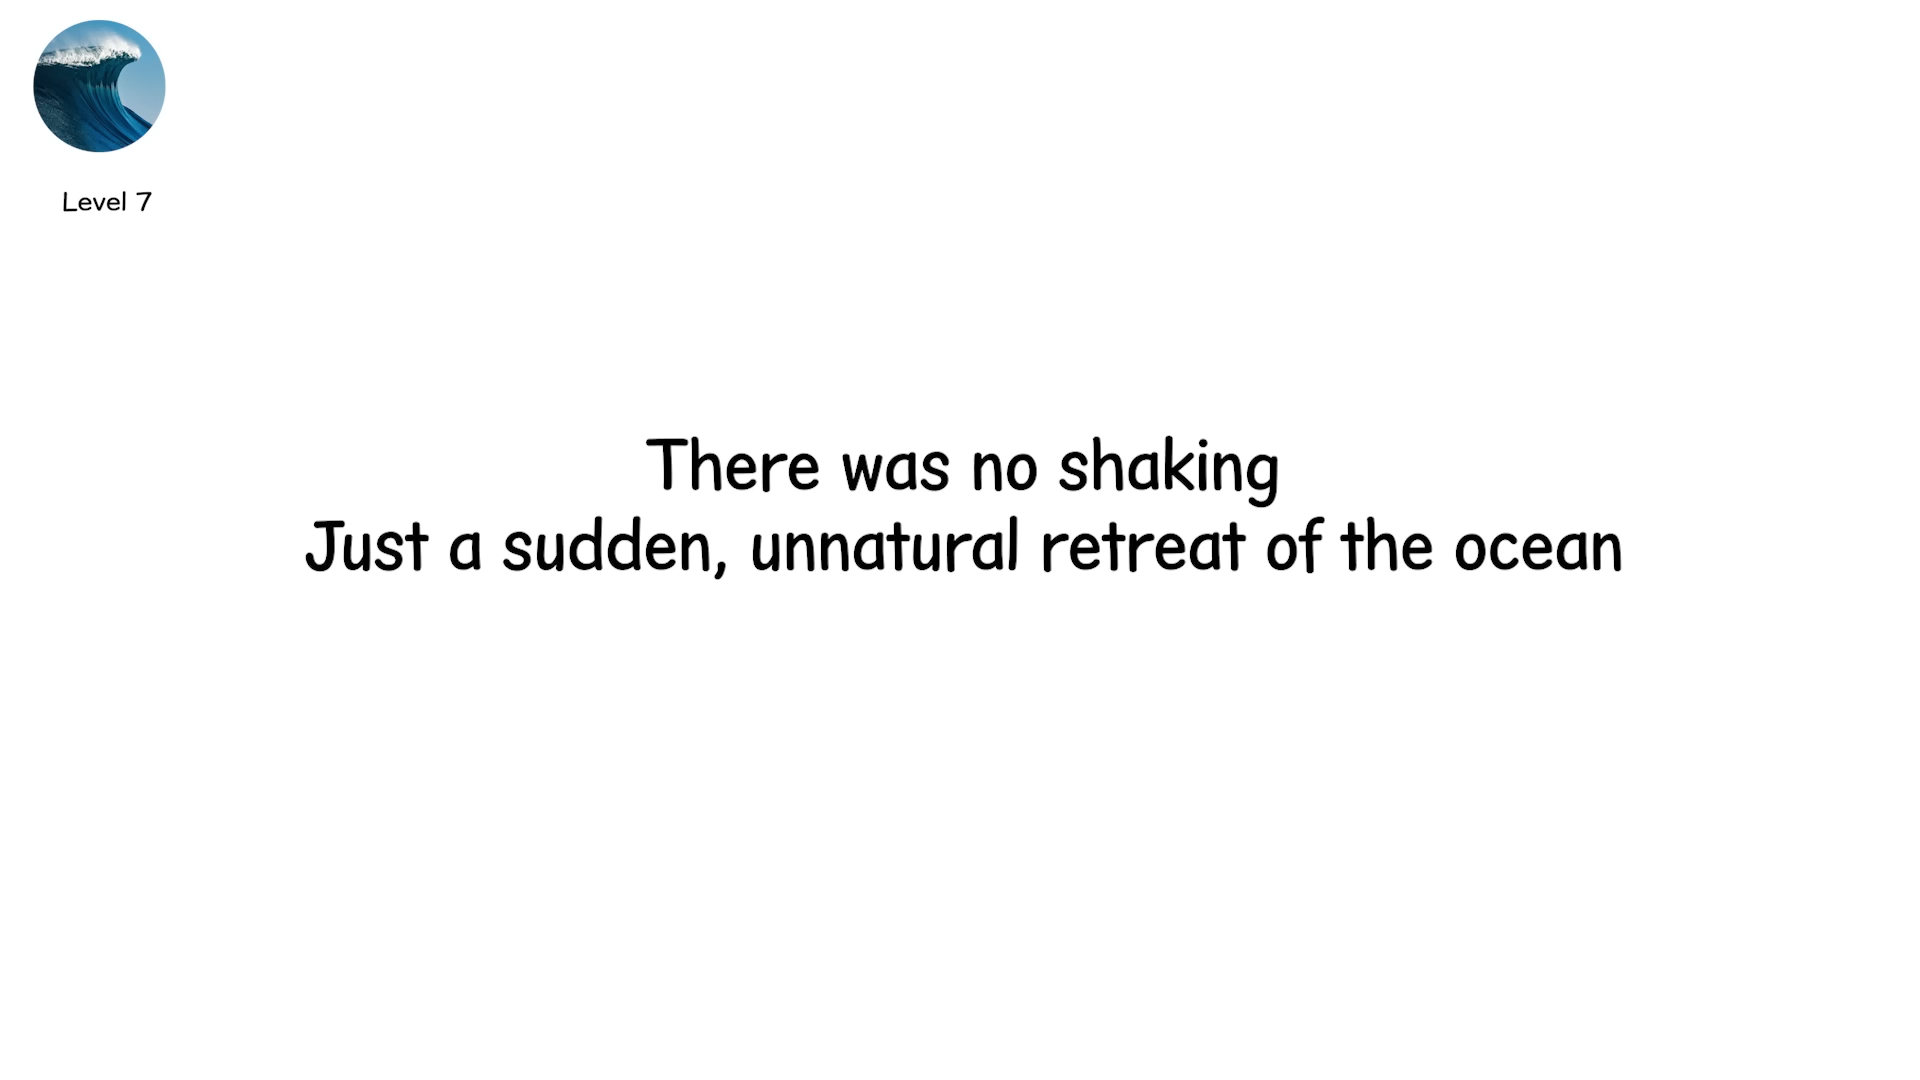 Level 7
There was no shaking
Just a sudden, unnatural retreat of the ocean